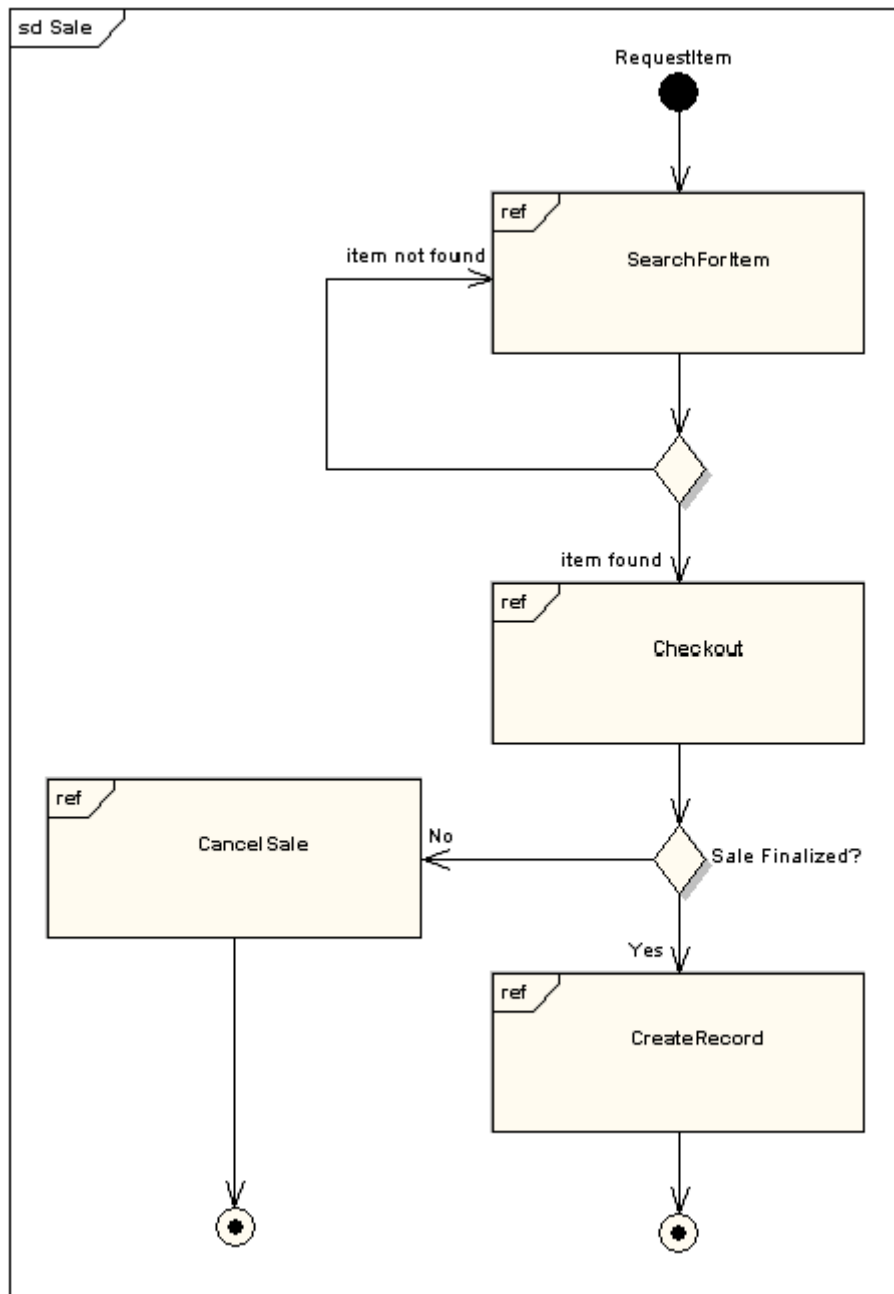 sd Sale
RequestItem
ref
SearchForItem
item not found
item found
ref
Checkout
ref
CancelSale
No
Sale Finalized?
Yes
ref
CreateRecord